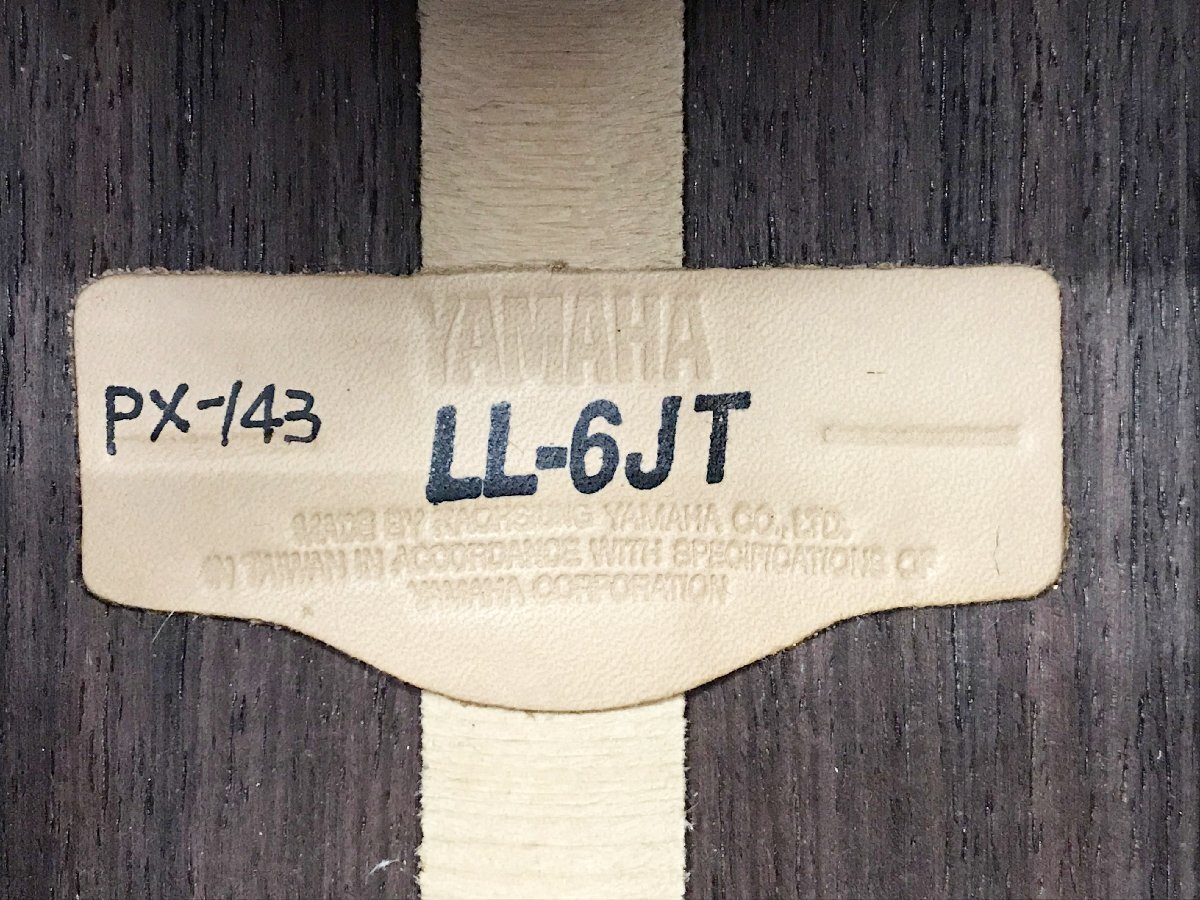 YAMAHA
PX-143
LL-6JT
MADE BY KAOHSIUNG YAMAHA CO., LTD.
IN TAIWAN IN ACCORDANCE WITH SPECIFICATIONS OF
YAMAHA CORPORATION